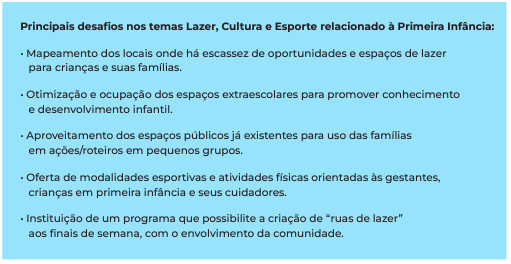 Principais desafios nos temas Lazer, Cultura e Esporte relacionado à Primeira Infância:
• Mapeamento dos locais onde há escassez de oportunidades e espaços de lazer
para crianças e suas famílias.
• Otimização e ocupação dos espaços extraescolares para promover conhecimento
e desenvolvimento infantil.
• Aproveitamento dos espaços públicos já existentes para uso das famílias
em ações/roteiros em pequenos grupos.
• Oferta de modalidades esportivas e atividades físicas orientadas às gestantes,
crianças em primeira infância e seus cuidadores.
• Instituição de um programa que possibilite a criação de “ruas de lazer”
aos finais de semana, com o envolvimento da comunidade.